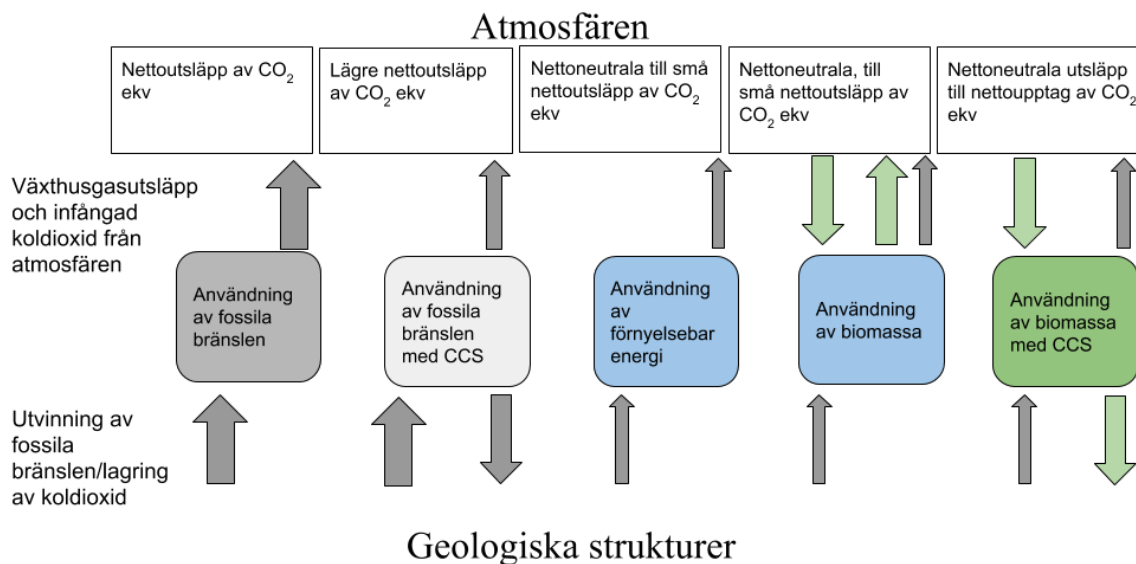 Atmosfären
Nettoutsläpp av CO₂
ekv
Lägre nettoutsläpp
av CO₂ ekv
Nettoneutrala till små
nettoutsläpp av CO₂
ekv
Nettoneutrala, till
små nettoutsläpp av
CO₂ ekv
Nettoneutrala utsläpp
till nettoupptag av CO₂
ekv
Växthusgasutsläpp
och infångad
koldioxid från
atmosfären
Användning
av fossila
bränslen
Användning
av fossila
bränslen
med CCS
Användning
av
förnyelsebar
energi
Användning
av biomassa
Användning
av biomassa
med CCS
Utvinning av
fossila
bränslen/lagring
av koldioxid
Geologiska strukturer